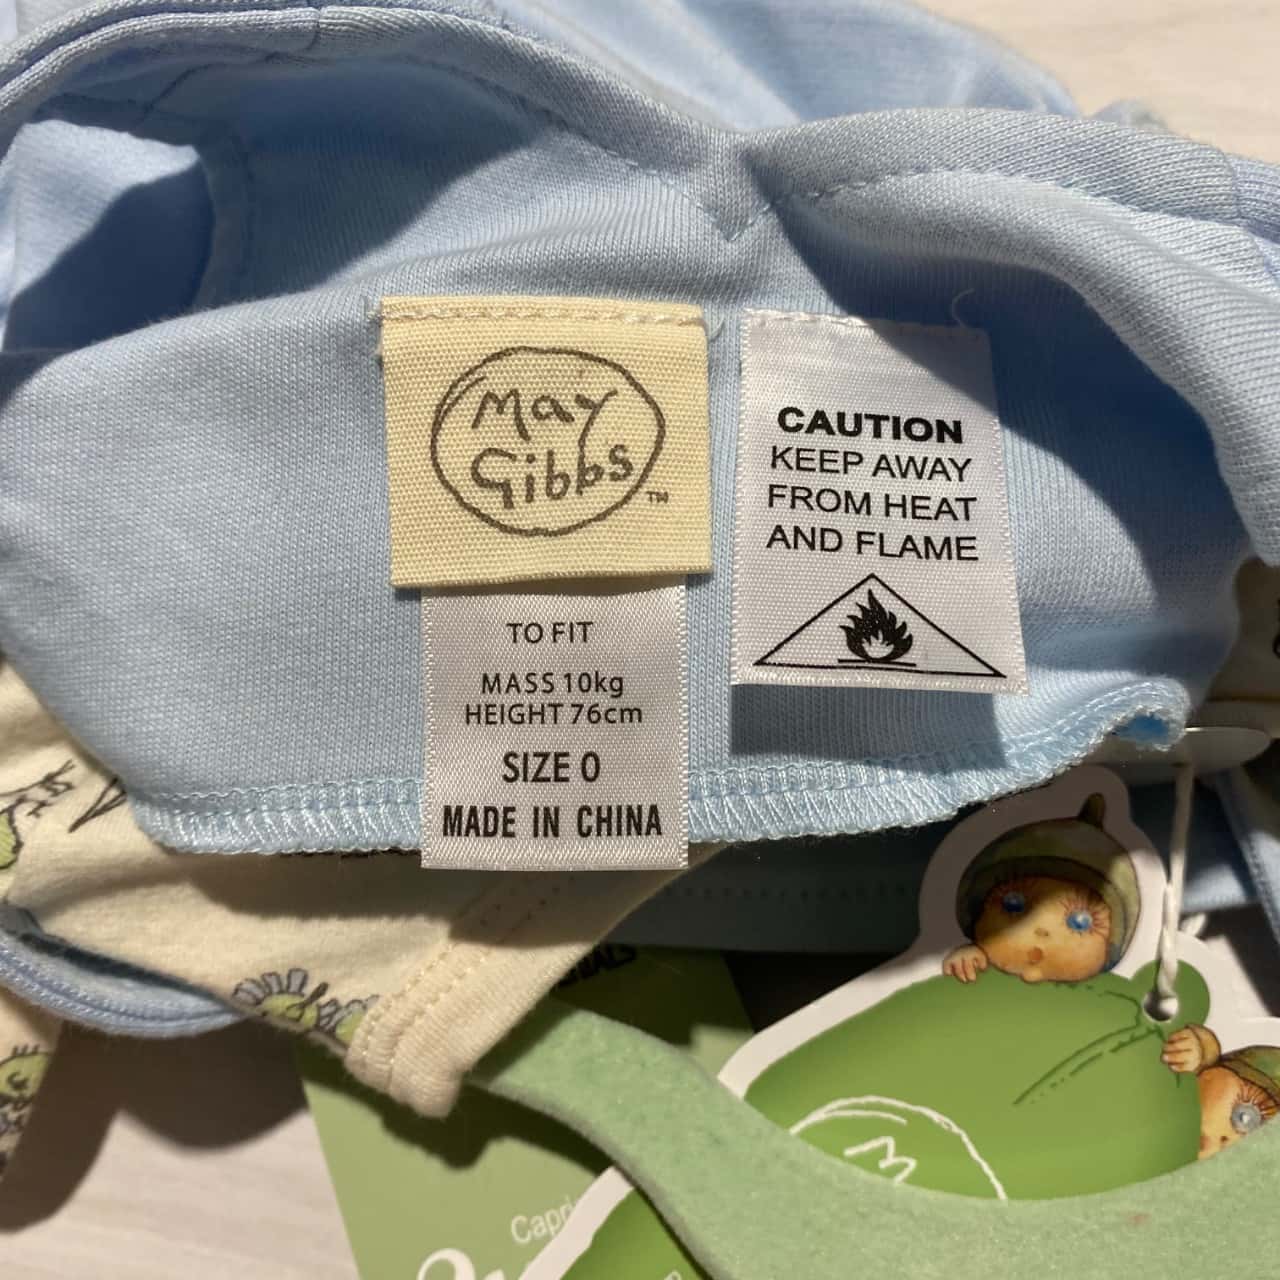 May
Gibbs
TM
CAUTION
KEEP AWAY
FROM HEAT
AND FLAME
TO FIT
MASS 10kg
HEIGHT 76cm
SIZE 0
MADE IN CHINA